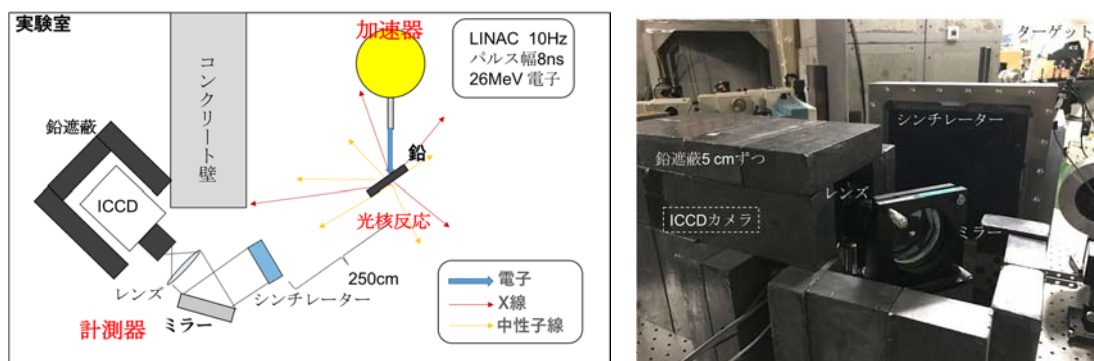 実験室
加速器
LINAC 10Hz
パルス幅8ns
26MeV 電子
コンクリート壁
鉛遮蔽
ICCD
鉛
光核反応
250cm
レンズ
シンチレーター
ミラー
計測器
電子
X線
中性子線
ターゲット
シンチレーター
鉛遮蔽5 cmずつ
レンズ
ICCDカメラ
ミラー